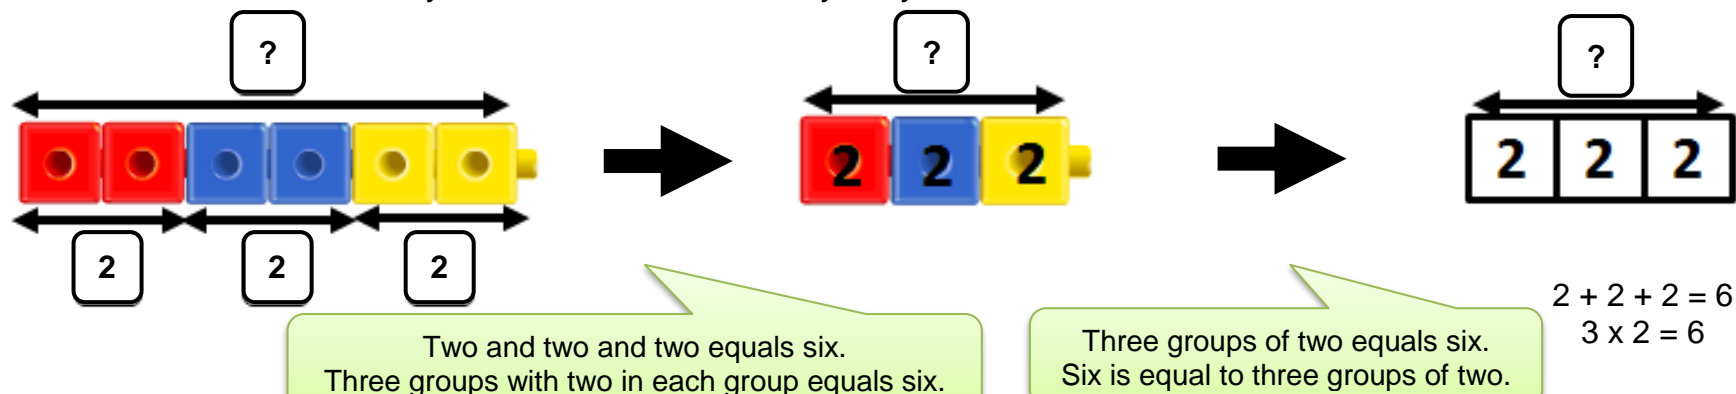 ?
?
?
2 2 2
2 2 2
2 2 2
2 + 2 + 2 = 6
3 x 2 = 6
Two and two and two equals six.
Three groups with two in each group equals six.
Three groups of two equals six.
Six is equal to three groups of two.